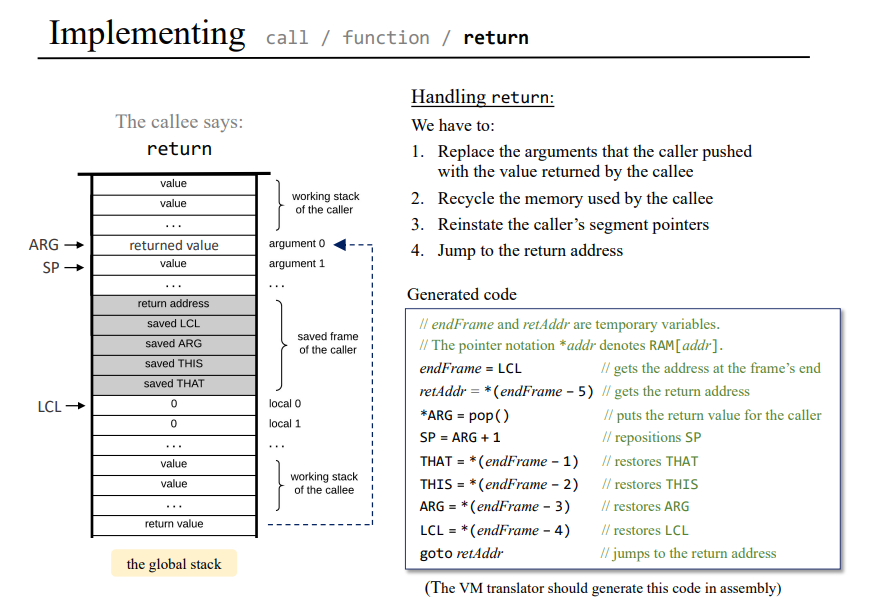 Implementing call / function / return
The callee says:
return
value
value
...
working stack
of the caller
ARG
returned value
argument 0
SP
value
argument 1
...
...
return address
saved LCL
saved ARG
saved THIS
saved THAT
saved frame
of the caller
LCL
0
local 0
0
local 1
...
...
value
value
...
working stack
of the callee
return value
the global stack
Handling return:
We have to:
1. Replace the arguments that the caller pushed
with the value returned by the callee
2. Recycle the memory used by the callee
3. Reinstate the caller’s segment pointers
4. Jump to the return address
Generated code
// endFrame and retAddr are temporary variables.
// The pointer notation *addr denotes RAM[addr].
endFrame = LCL // gets the address at the frame’s end
retAddr = *(endFrame – 5) // gets the return address
*ARG = pop() // puts the return value for the caller
SP = ARG + 1 // repositions SP
THAT = *(endFrame – 1) // restores THAT
THIS = *(endFrame – 2) // restores THIS
ARG = *(endFrame – 3) // restores ARG
LCL = *(endFrame – 4) // restores LCL
goto retAddr // jumps to the return address
(The VM translator should generate this code in assembly)